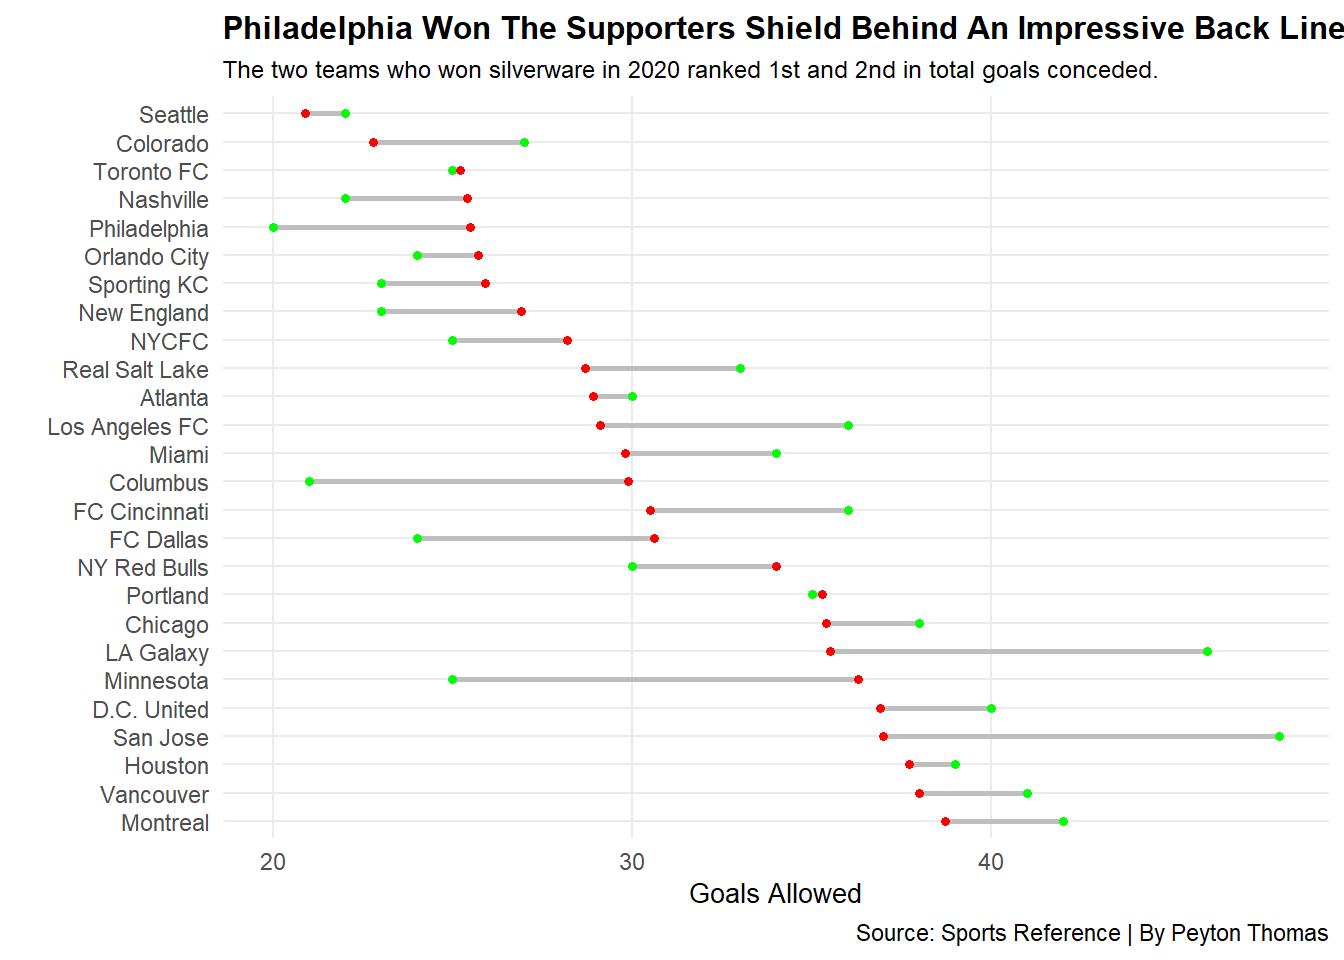 Philadelphia Won The Supporters Shield Behind An Impressive Back Line
The two teams who won silverware in 2020 ranked 1st and 2nd in total goals conceded.
Seattle
Colorado
Toronto FC
Nashville
Philadelphia
Orlando City
Sporting KC
New England
NYCFC
Real Salt Lake
Atlanta
Los Angeles FC
Miami
Columbus
FC Cincinnati
FC Dallas
NY Red Bulls
Portland
Chicago
LA Galaxy
Minnesota
D.C. United
San Jose
Houston
Vancouver
Montreal
20 30 40
Goals Allowed
Source: Sports Reference | By Peyton Thomas